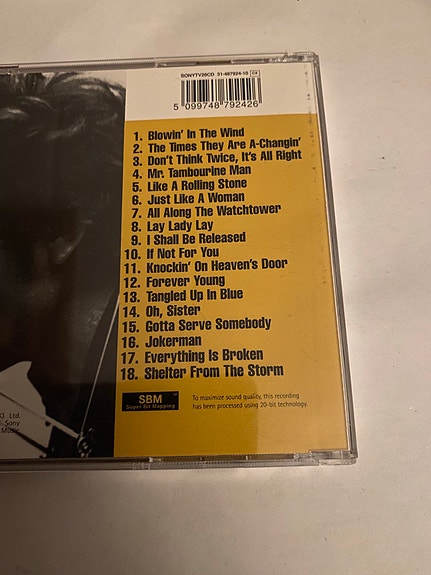 SONYTV28CD 31-487924-10 CX
5 099748 792426
1. Blowin' In The Wind
2. The Times They Are A-Changin'
3. Don't Think Twice, It's All Right
4. Mr. Tambourine Man
5. Like A Rolling Stone
6. Just Like A Woman
7. All Along The Watchtower
8. Lay Lady Lay
9. I Shall Be Released
10. If Not For You
11. Knockin' On Heaven's Door
12. Forever Young
13. Tangled Up In Blue
14. Oh, Sister
15. Gotta Serve Somebody
16. Jokerman
17. Everything Is Broken
18. Shelter From The Storm
SBM
Super Bit Mapping
To maximize sound quality, this recording
has been processed using 20-bit technology.
Ltd.
Sony
Music